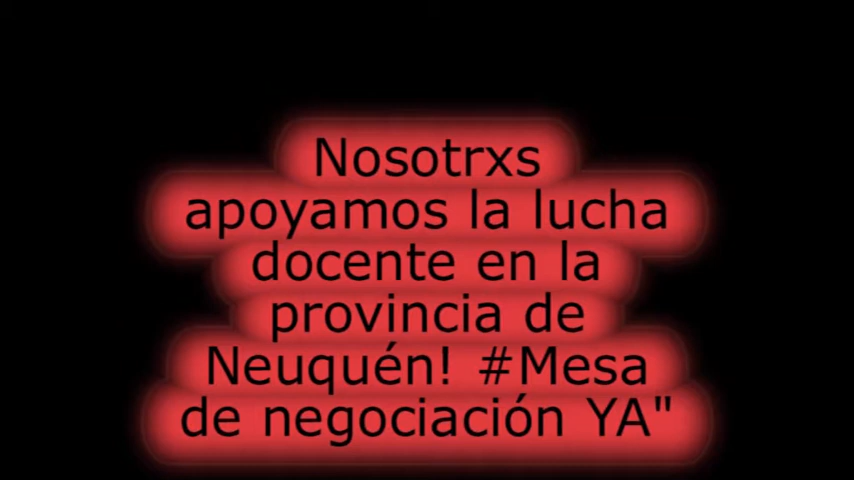 Nosotrxs
apoyamos la lucha
docente en la
provincia de
Neuquén! #Mesa
de negociación YA"